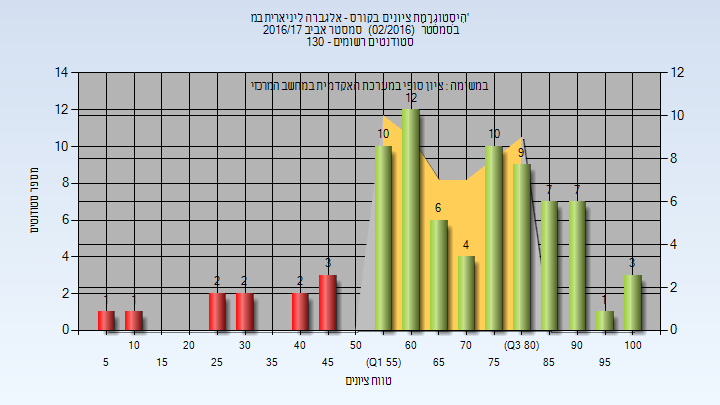 היסטוגרמת ציונים בקורס - אלגברה ליניארית במ'
בסמסטר (02/2016) סמסטר אביב 2016/17
סטודנטים רשומים - 130
במשימה : ציון סופי במערכת האקדמית במחשב המרכזי
מספר סטודנטים
14 12 10 8 6 4 2 0
12 10 8 6 4 2 0
1 1 2 2 2 3 10 12 6 4 10 9 7 7 1 3
10 20 30 40 50 60 70 (Q3 80) 90 100
5 15 25 35 45 (Q1 55) 65 75 85 95
טווח ציונים